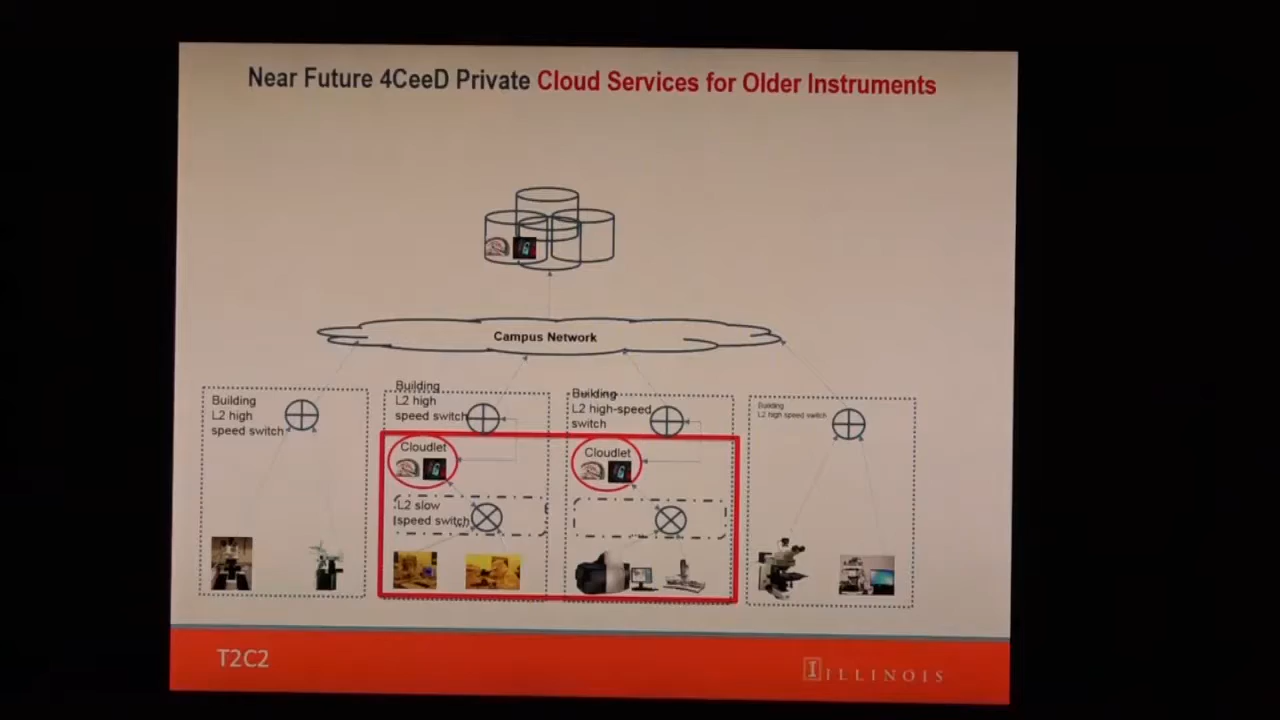 Near Future 4CeeD Private Cloud Services for Older Instruments
Campus Network
Building
L2 high
speed switch
Building
L2 high
speed switch
Building
L2 high-speed
switch
Building
L2 high speed switch
Cloudlet
Cloudlet
L2 slow
speed switch
T2C2
I ILLINOIS